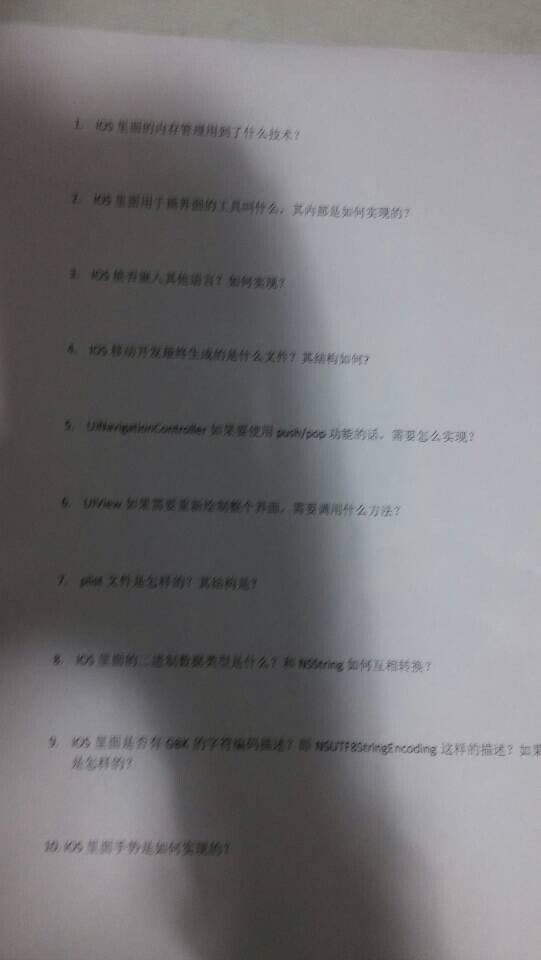 1. IOS 里面的内存管理用到了什么技术？
2. IOS 里面用于画界面的工具叫什么，其内部是如何实现的？
3. IOS 能否嵌入其他语言？如何实现？
4. IOS 移动开发最终生成的是什么文件？其结构如何？
5. UINavigationController 如果要使用 push/pop 功能的话，需要怎么实现？
6. UIView 如果需要重新绘制整个界面，需要调用什么方法？
7. plist 文件是怎样的？其结构是？
8. IOS 里面的二进制数据类型是什么？和 NSString 如何互相转换？
9. IOS 里面是否有 GBK 的字符编码描述？即 NSUTF8StringEncoding 这样的描述？如果
是怎样的？
10. IOS 里面手势是如何实现的？